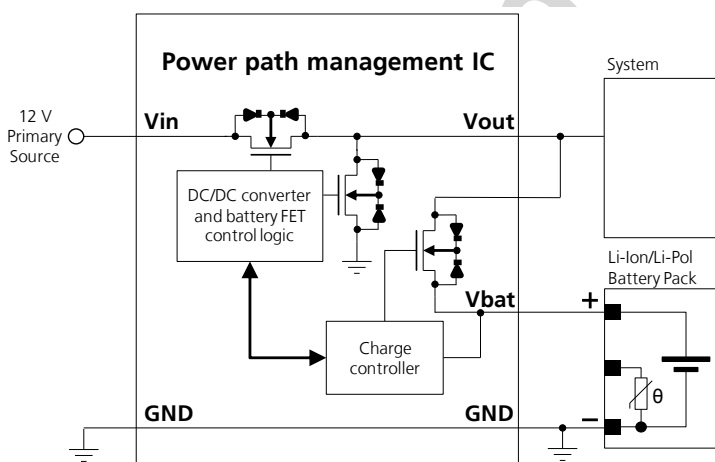 Power path management IC
System
12 V
Primary
Source
Vin
Vout
DC/DC converter
and battery FET
control logic
Li-Ion/Li-Pol
Battery Pack
Vbat
+
Charge
controller
θ
GND
GND
−